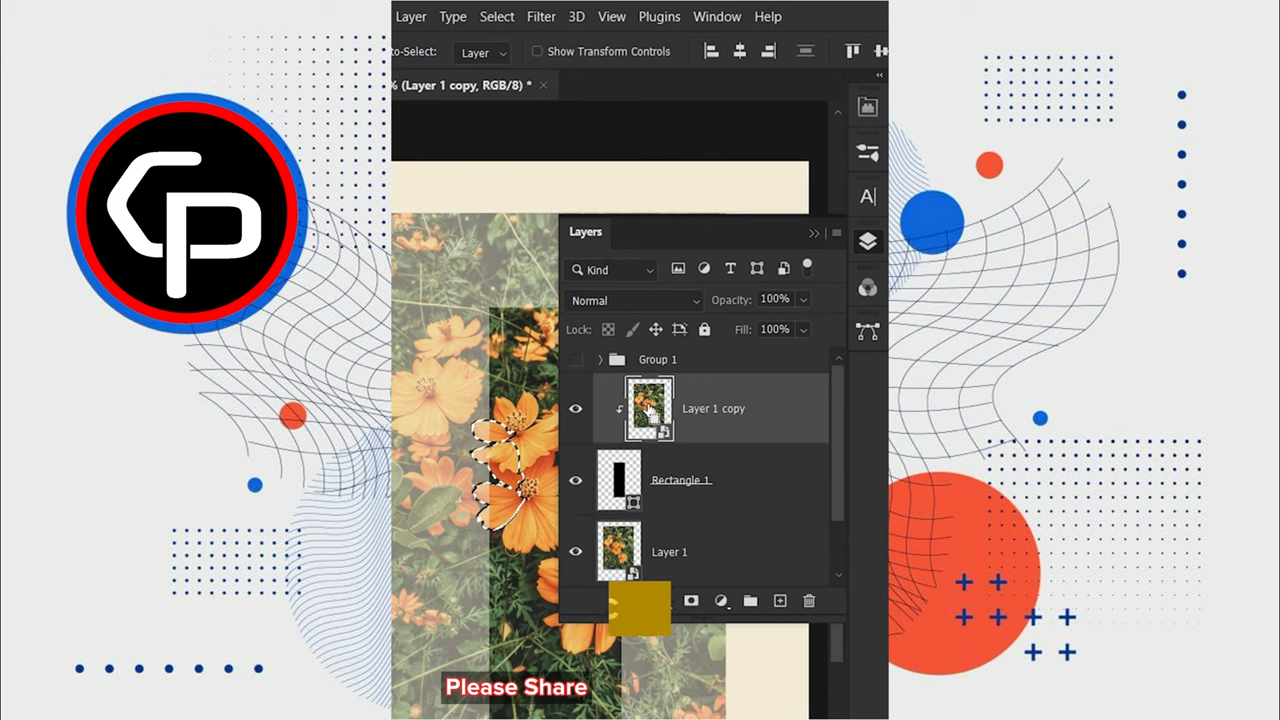 CP
Layer Type Select Filter 3D View Plugins Window Help
to-Select: Layer Show Transform Controls
% (Layer 1 copy, RGB/8) *
A
Layers
Kind T
Normal Opacity: 100%
Lock: Fill: 100%
Group 1
Layer 1 copy
Rectangle 1
Layer 1
Please Share